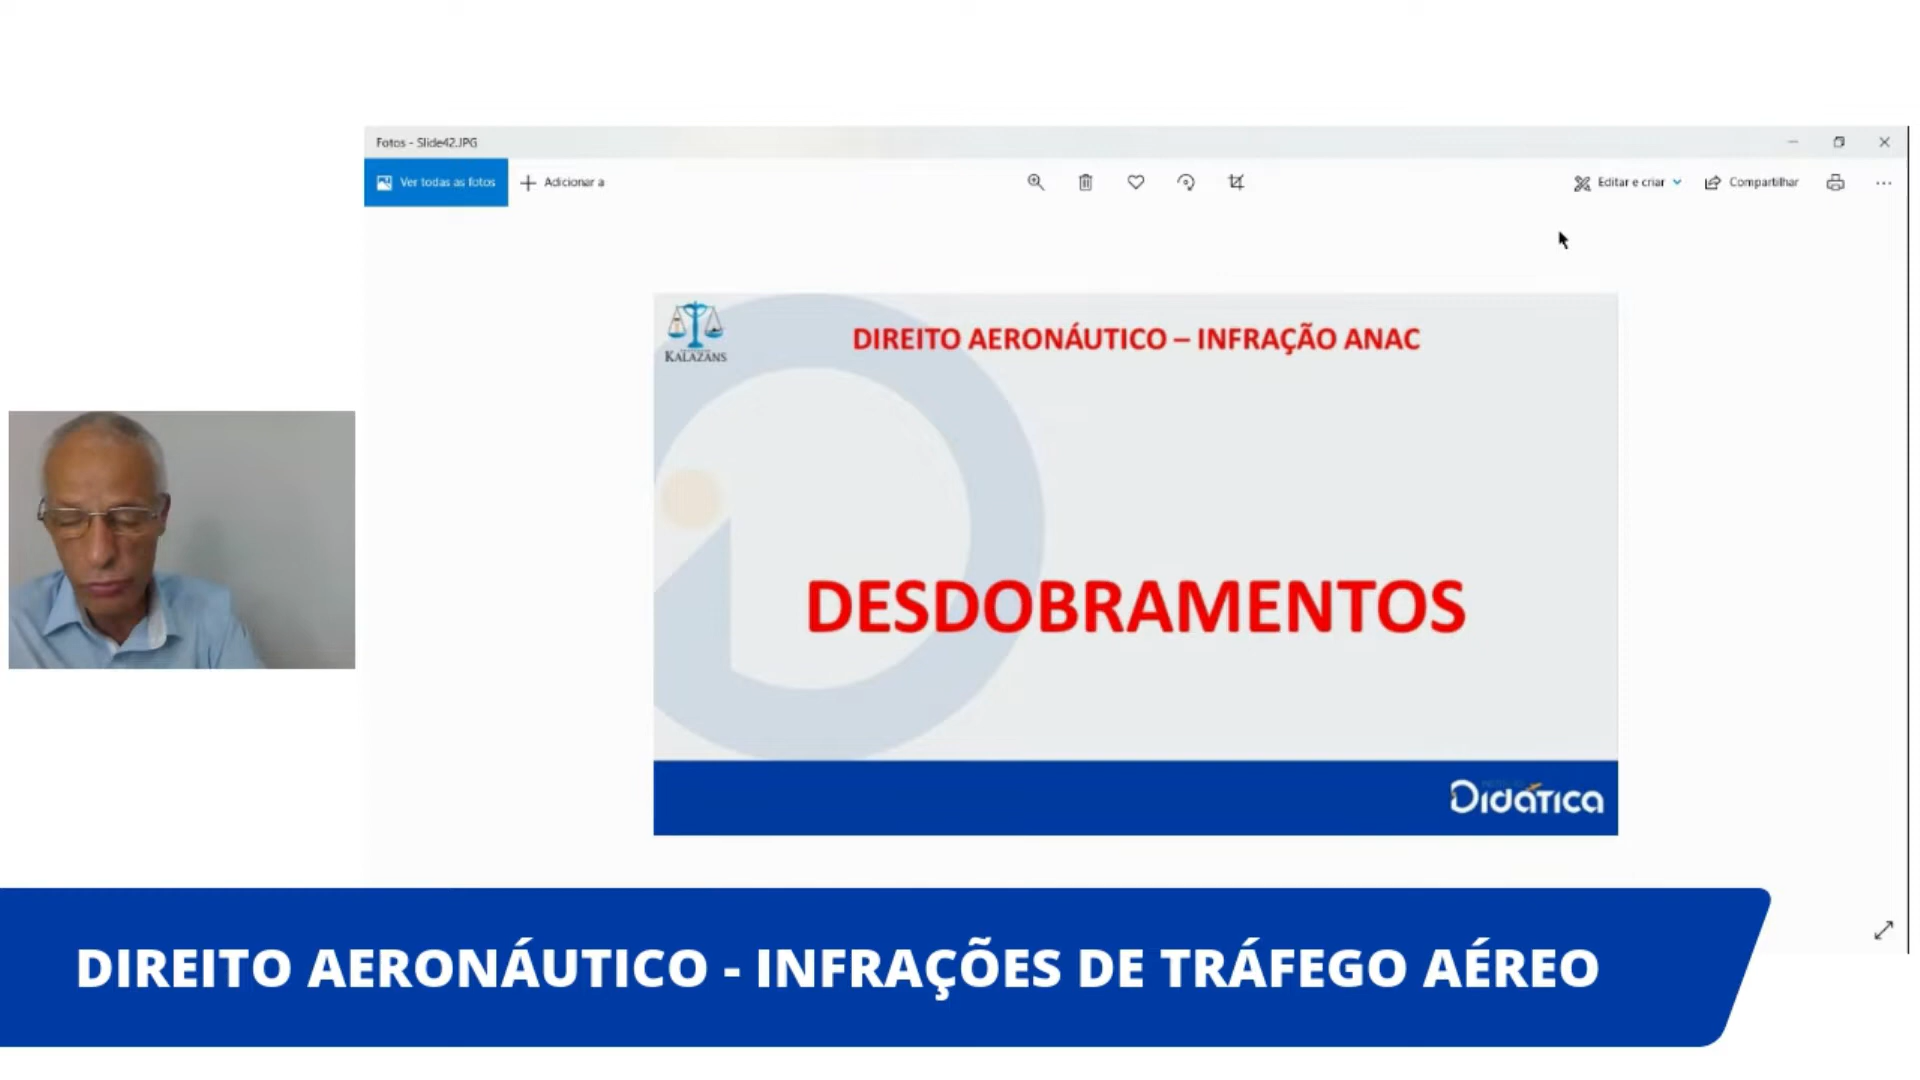 Fotos - Slide42.JPG
Ver todas as fotos
Adicionar a
Editar e criar
Compartilhar
KALAZANS
DIREITO AERONÁUTICO – INFRAÇÃO ANAC
DESDOBRAMENTOS
Didática
DIREITO AERONÁUTICO - INFRAÇÕES DE TRÁFEGO AÉREO